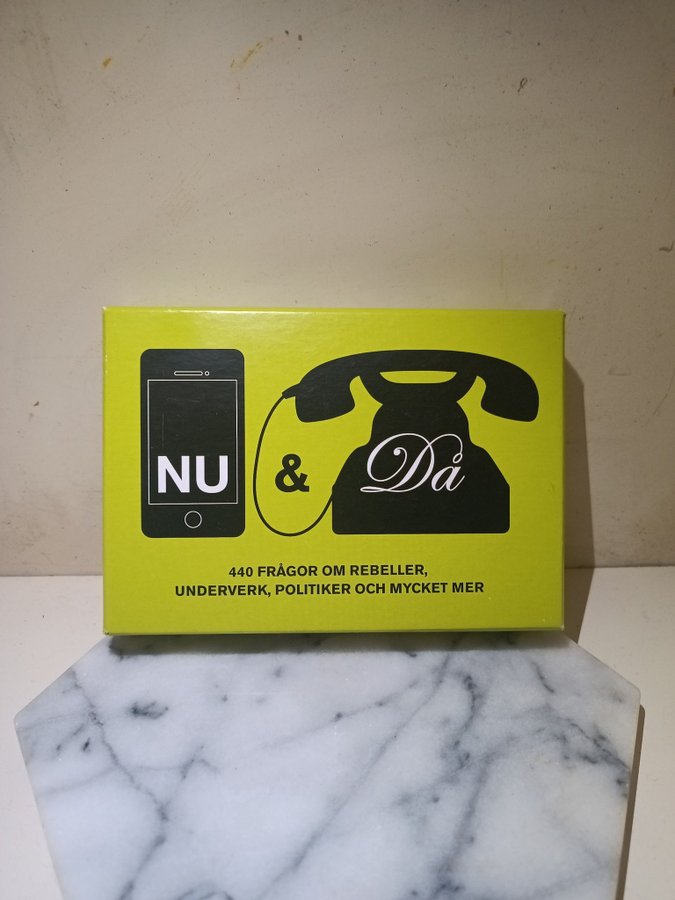 NU & Då
440 FRÅGOR OM REBELLER,
UNDERVERK, POLITIKER OCH MYCKET MER